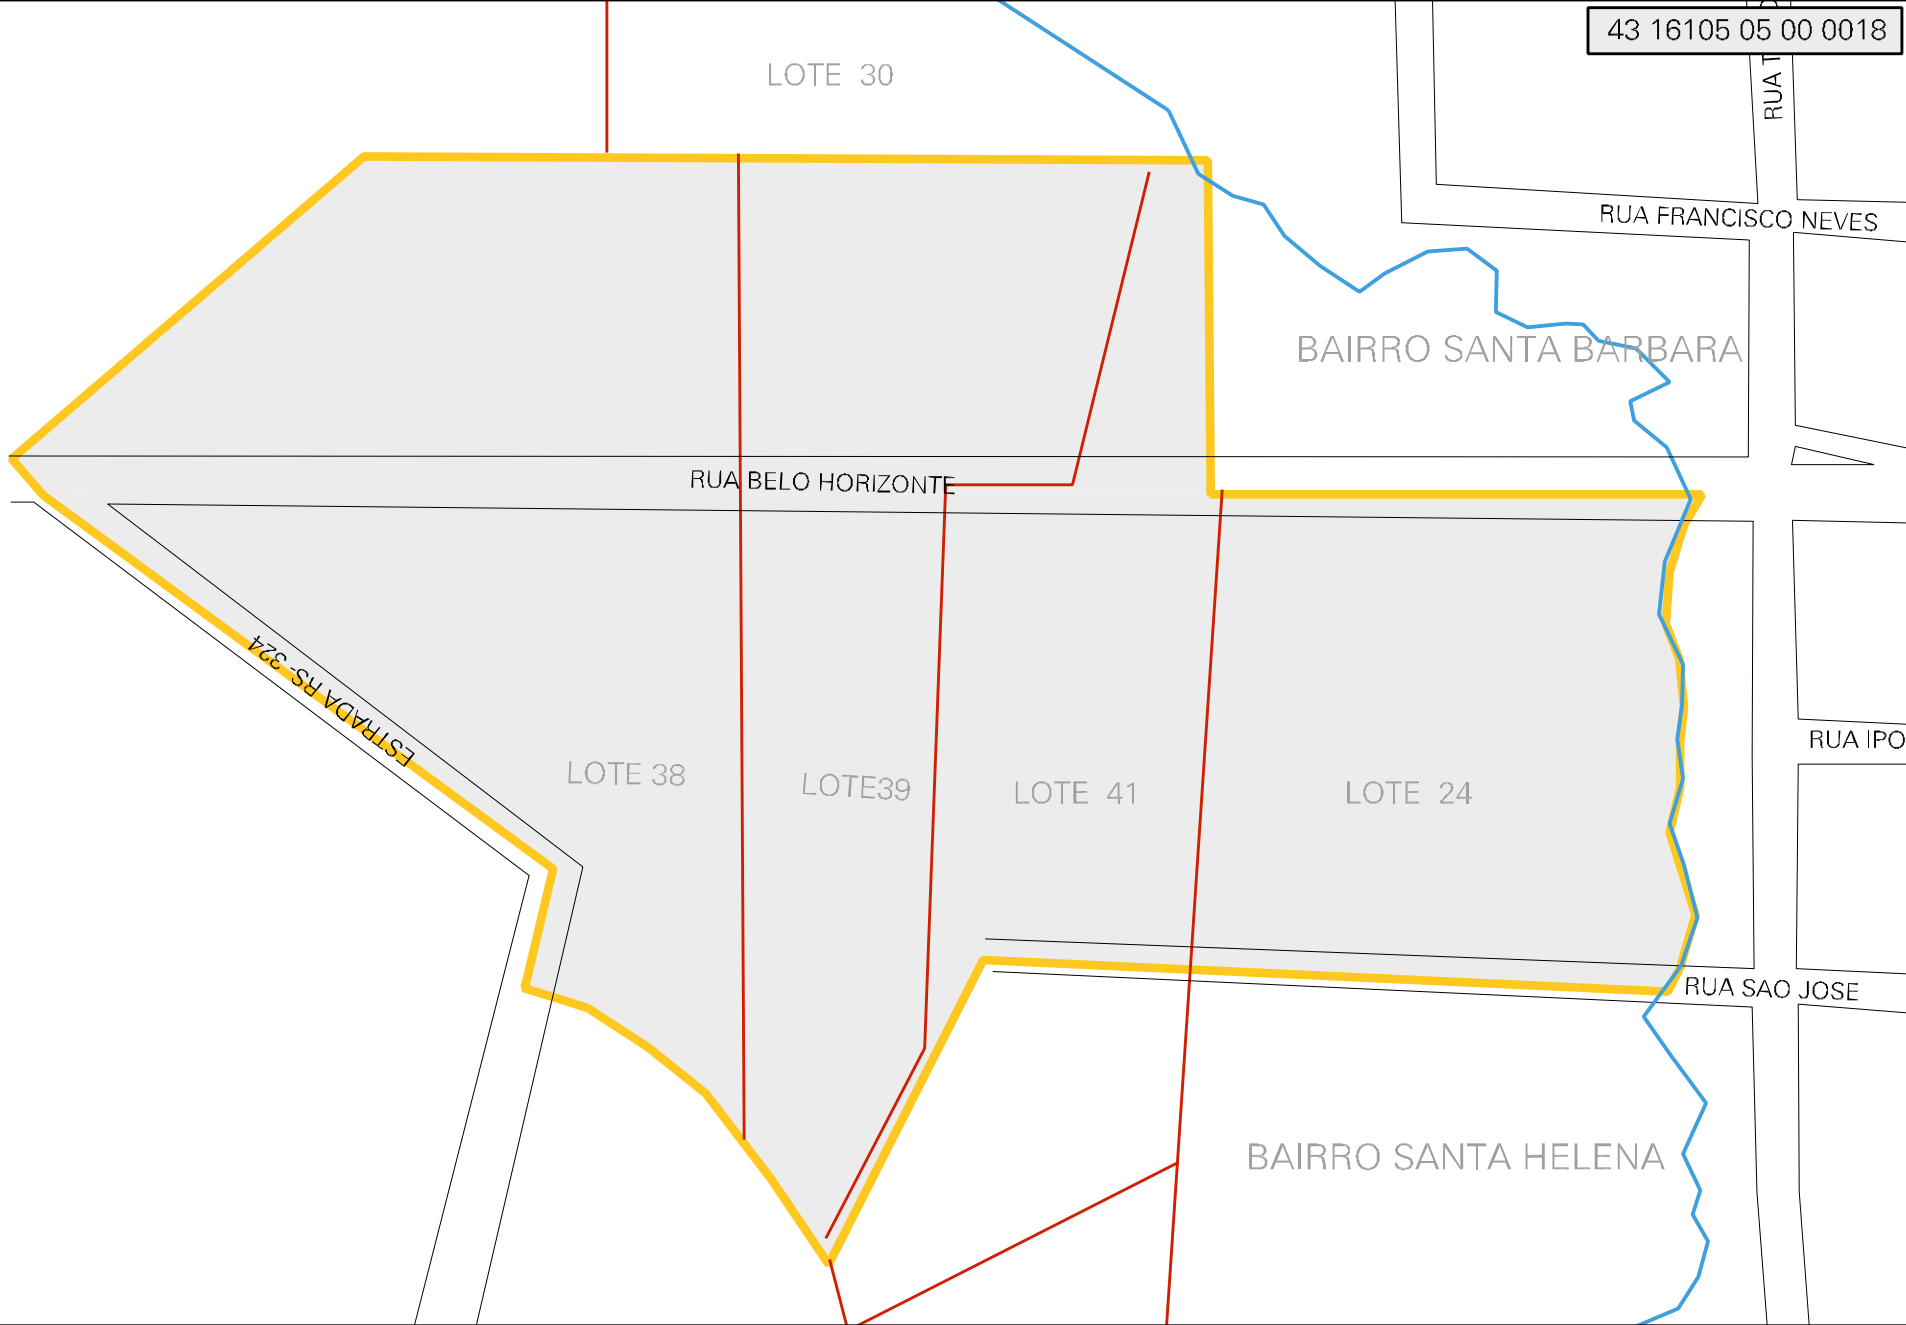 43 16105 05 00 0018
LOTE  30
RUA
RUA FRANCISCO NEVES
BAIRRO SANTA BARBARA
RUA BELO HORIZONTE
ESTRADA RS-324
LOTE 38
LOTE39
LOTE  41
LOTE  24
RUA IPO
RUA SAO JOSE
BAIRRO SANTA HELENA